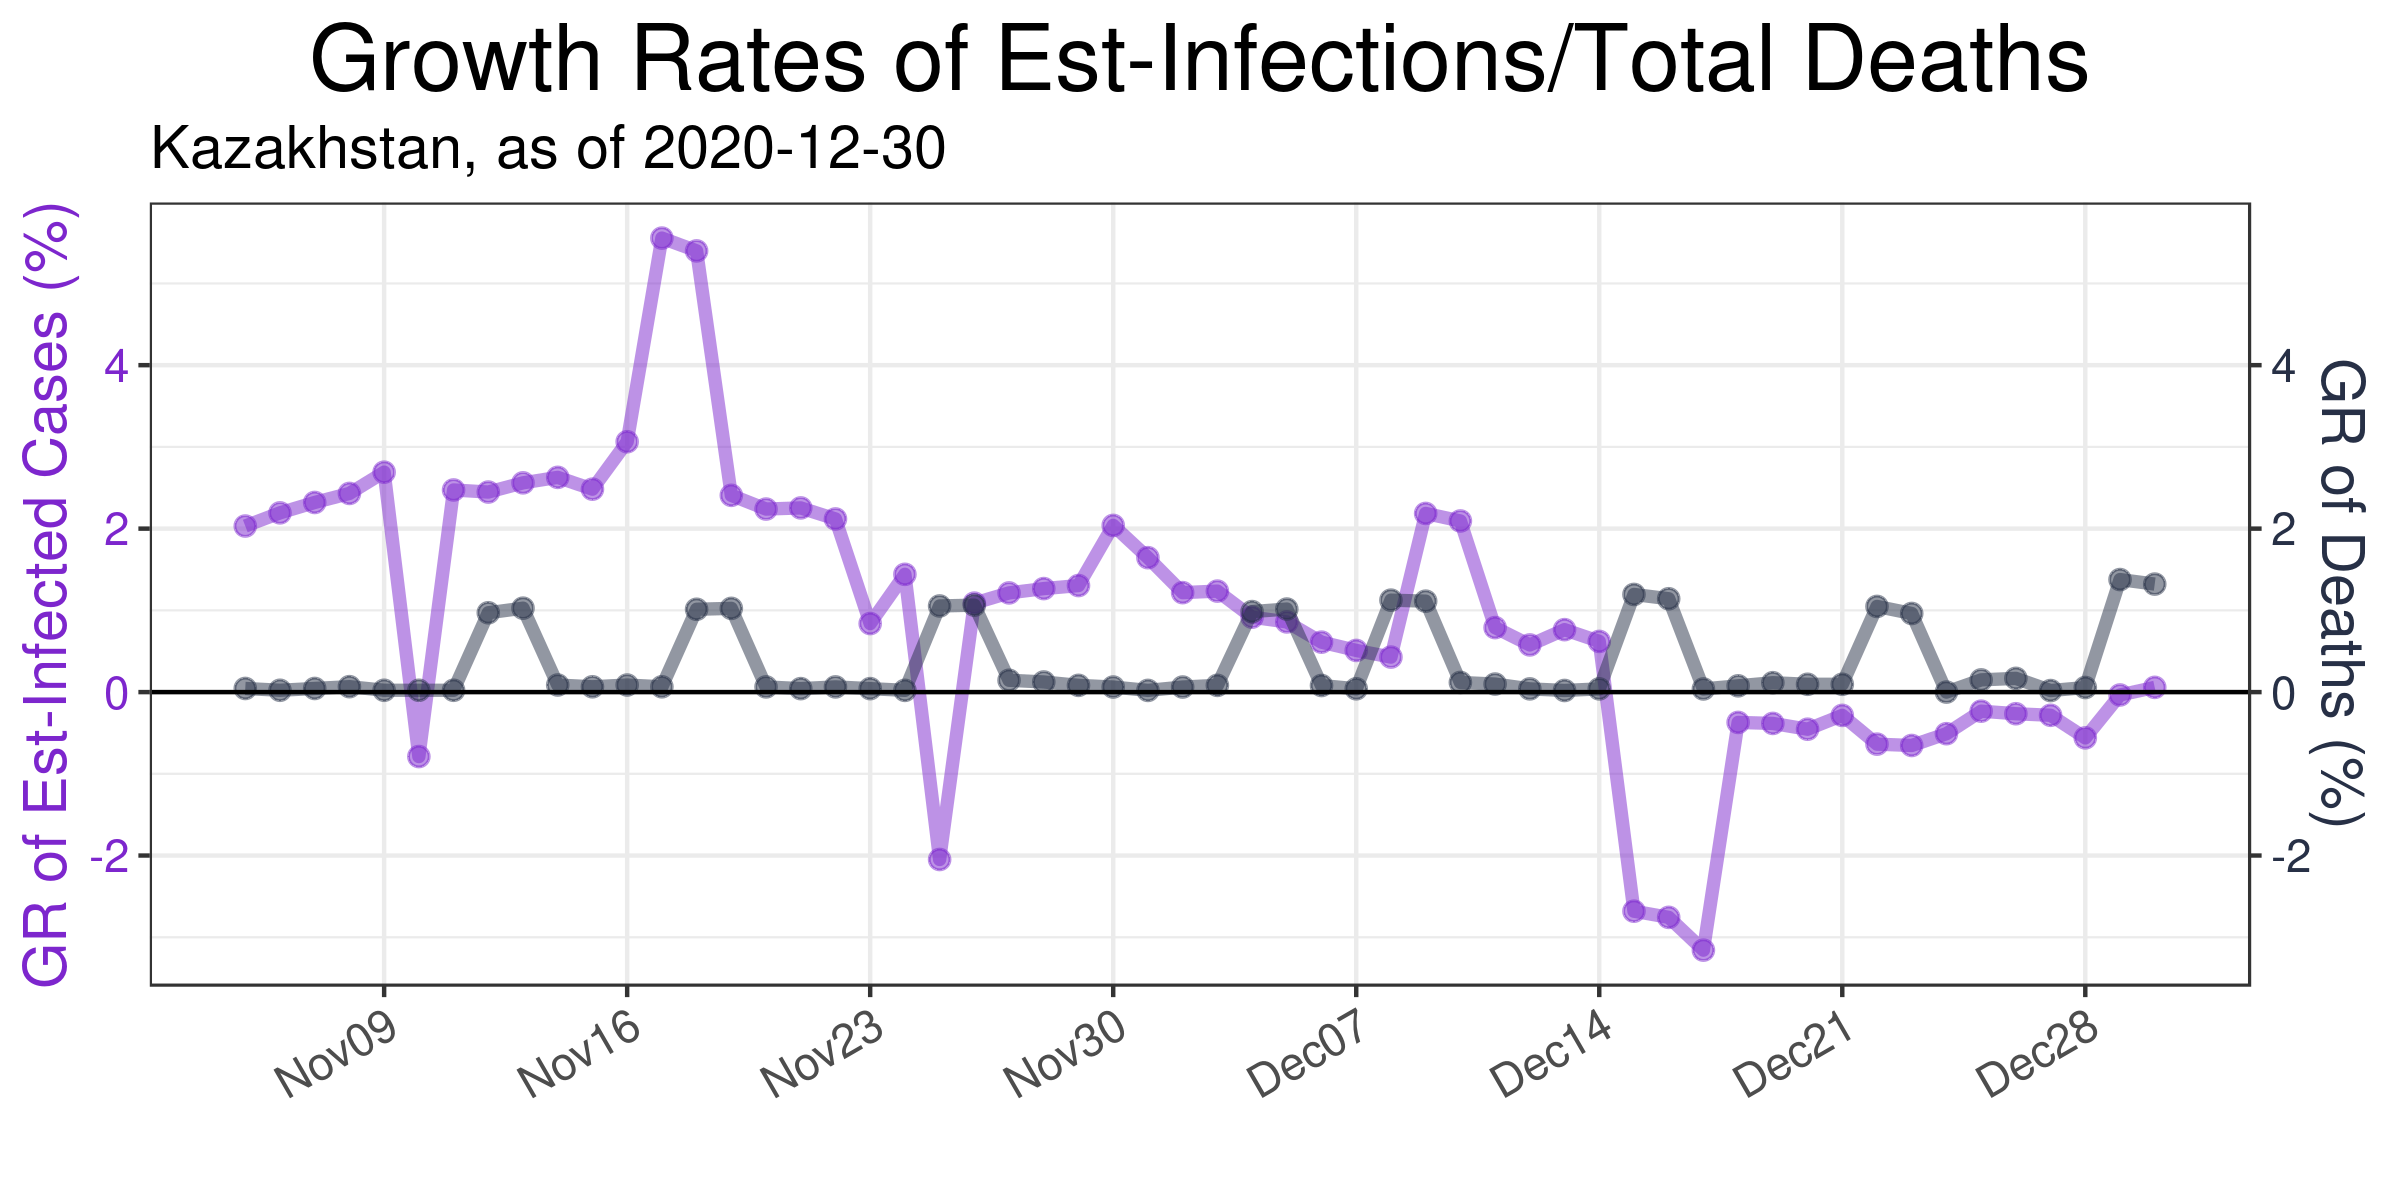 Growth Rates of Est-Infections/Total Deaths
Kazakhstan, as of 2020-12-30
GR of Est-Infected Cases (%)
4
2
0
-2
4
2
0
-2
GR of Deaths (%)
Nov09
Nov16
Nov23
Nov30
Dec07
Dec14
Dec21
Dec28